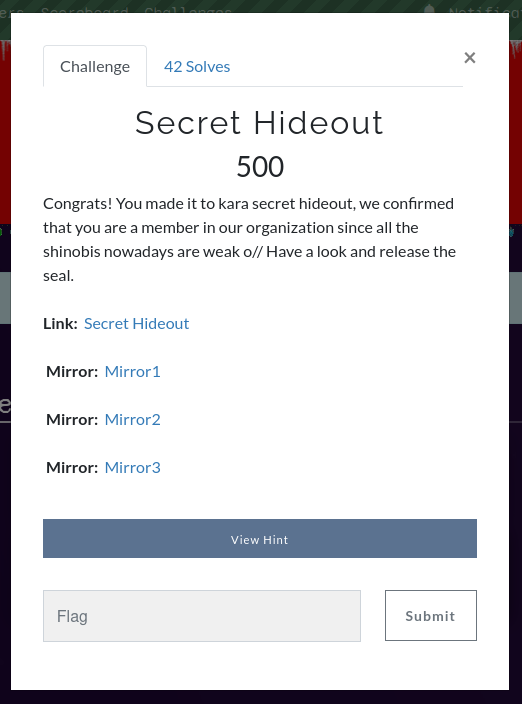 Scoreboard Challenges
Challenge
42 Solves
×
Secret Hideout
500
Congrats! You made it to kara secret hideout, we confirmed
that you are a member in our organization since all the
shinobis nowadays are weak o// Have a look and release the
seal.
Link: Secret Hideout
Mirror: Mirror1
Mirror: Mirror2
Mirror: Mirror3
View Hint
Flag
Submit